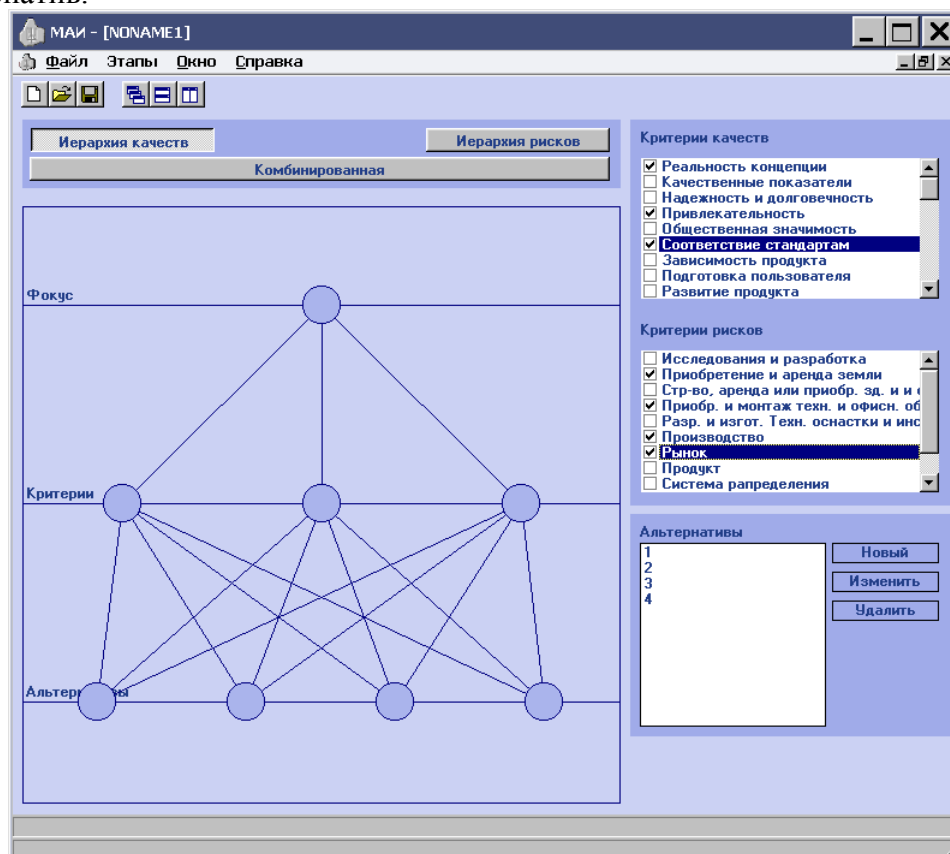 МАИ - [NONAME1]
Файл Этапы Окно Справка
Иерархия качеств
Иерархия рисков
Комбинированная
Фокус
Критерии
Критерии качеств
Реальность концепции
Качественные показатели
Надежность и долговечность
Привлекательность
Общественная значимость
Соответствие стандартам
Зависимость продукта
Подготовка пользователя
Развитие продукта
Критерии рисков
Исследования и разработка
Приобретение и аренда земли
Стр-во, аренда или приобр. зд. и и
Приобр. и монтаж техн. и офисн. об
Разр. и изгот. Техн. оснастки и инс
Производство
Рынок
Продукт
Система рапределения
Альтернативы
1
2
3
4
Новый
Изменить
Удалить